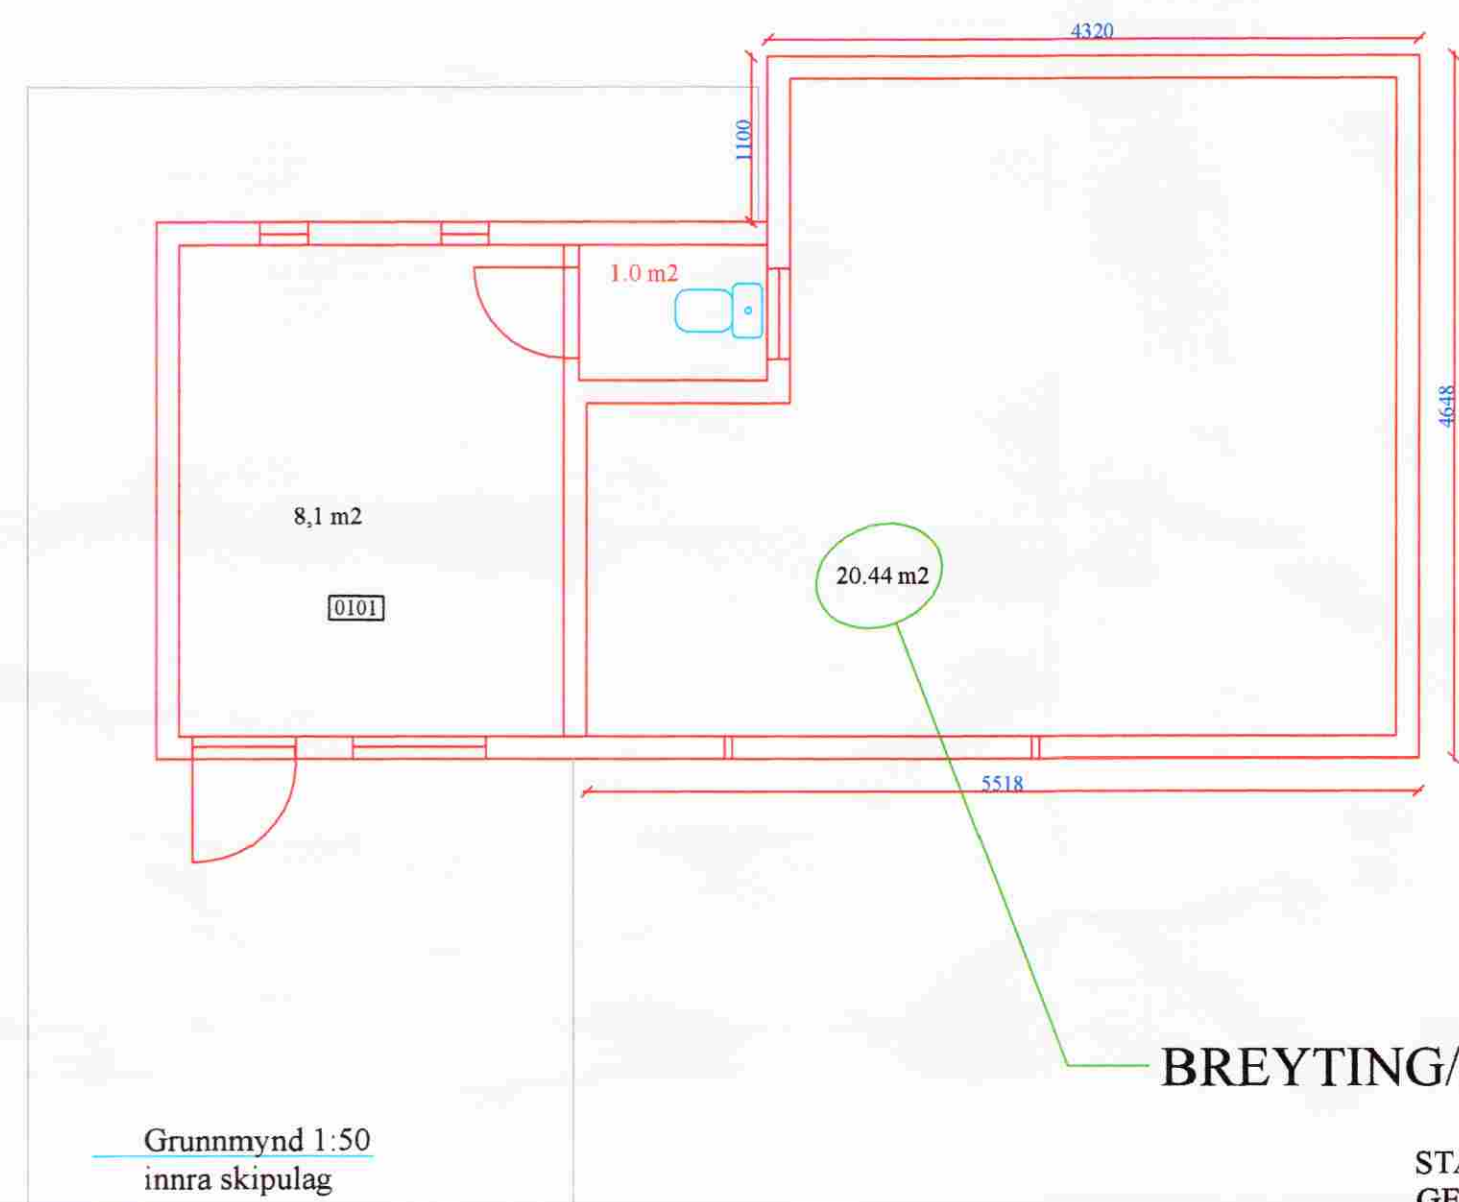 4320
1100
1.0 m2
4648
8,1 m2
20.44 m2
0101
5518
BREYTING/
Grunnmynd 1:50
innra skipulag